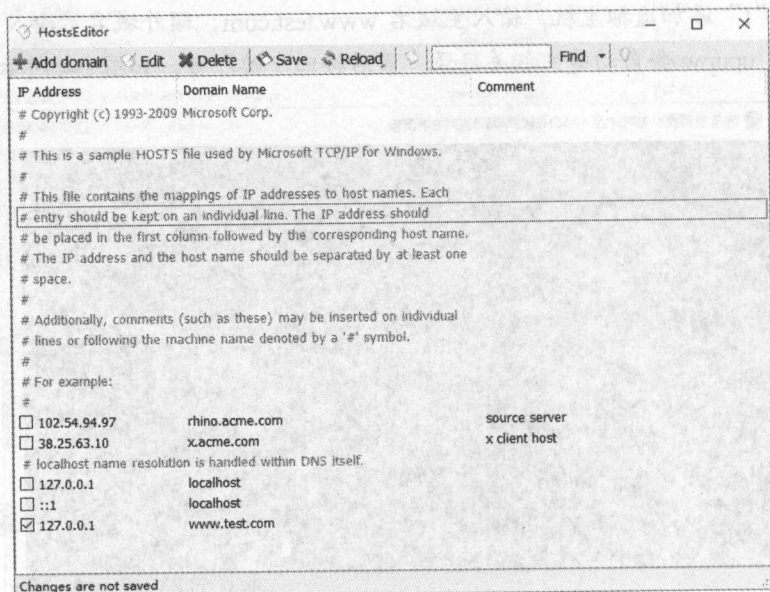 HostsEditor
Add domain Edit Delete Save Reload Find
IP Address Domain Name Comment
# Copyright (c) 1993-2009 Microsoft Corp.
#
# This is a sample HOSTS file used by Microsoft TCP/IP for Windows.
#
# This file contains the mappings of IP addresses to host names. Each
# entry should be kept on an individual line. The IP address should
# be placed in the first column followed by the corresponding host name.
# The IP address and the host name should be separated by at least one
# space.
#
# Additionally, comments (such as these) may be inserted on individual
# lines or following the machine name denoted by a '#' symbol.
#
# For example:
#
102.54.94.97 rhino.acme.com source server
38.25.63.10 x.acme.com x client host
# localhost name resolution is handled within DNS itself.
127.0.0.1 localhost
::1 localhost
127.0.0.1 www.test.com
Changes are not saved